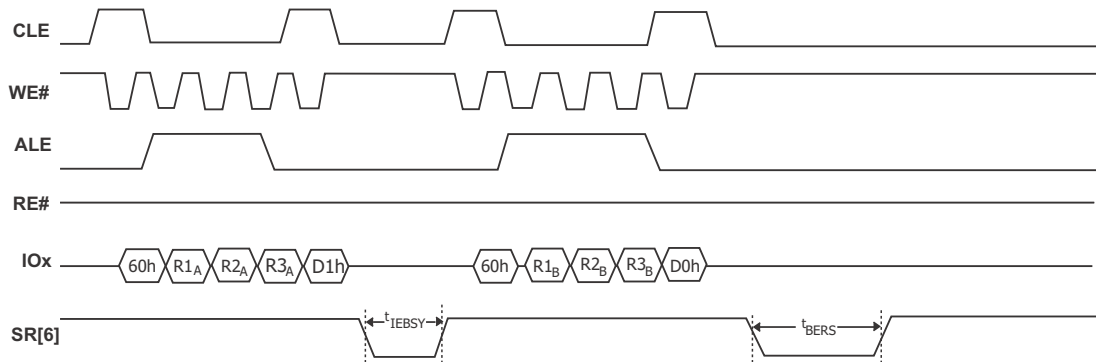 CLE
WE#
ALE
RE#
IOx 60h R1A R2A R3A D1h 60h R1B R2B R3B D0h
SR[6] tIEBSY tBERS